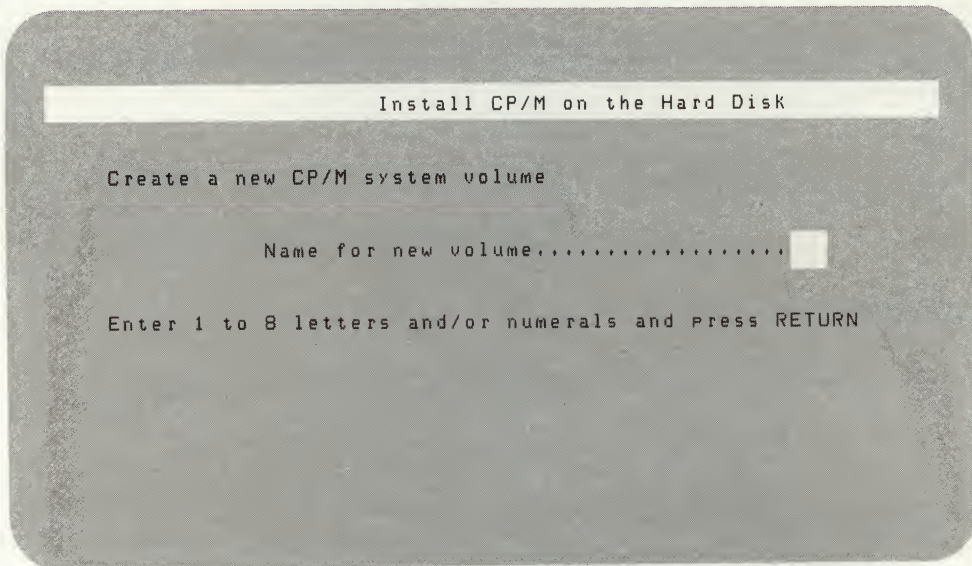 Install CP/M on the Hard Disk
Create a new CP/M system volume
Name for new volume.................
Enter 1 to 8 letters and/or numerals and press RETURN